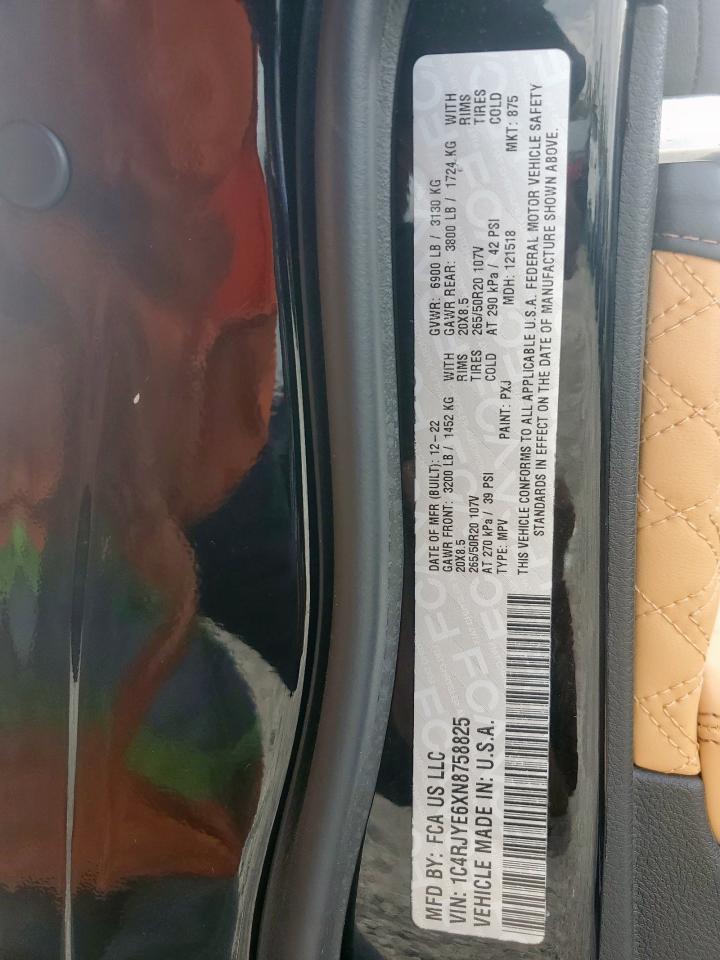 MFD BY: FCA US LLC
VIN: 1C4RJYE6XN8758825
VEHICLE MADE IN: U.S.A.
DATE OF MFR (BUILT): 12-22 GVWR: 6900 LB / 3130 KG
GAWR FRONT: 3200 LB / 1452 KG WITH GAWR REAR: 3800 LB / 1724 KG WITH
20X8.5 RIMS 20X8.5 RIMS
265/50R20 107V TIRES 265/50R20 107V TIRES
AT 270 kPa / 39 PSI COLD AT 290 kPa / 42 PSI COLD
TYPE: MPV PAINT: PXJ MDH: 121518 MKT: 875
THIS VEHICLE CONFORMS TO ALL APPLICABLE U.S.A. FEDERAL MOTOR VEHICLE SAFETY
STANDARDS IN EFFECT ON THE DATE OF MANUFACTURE SHOWN ABOVE.